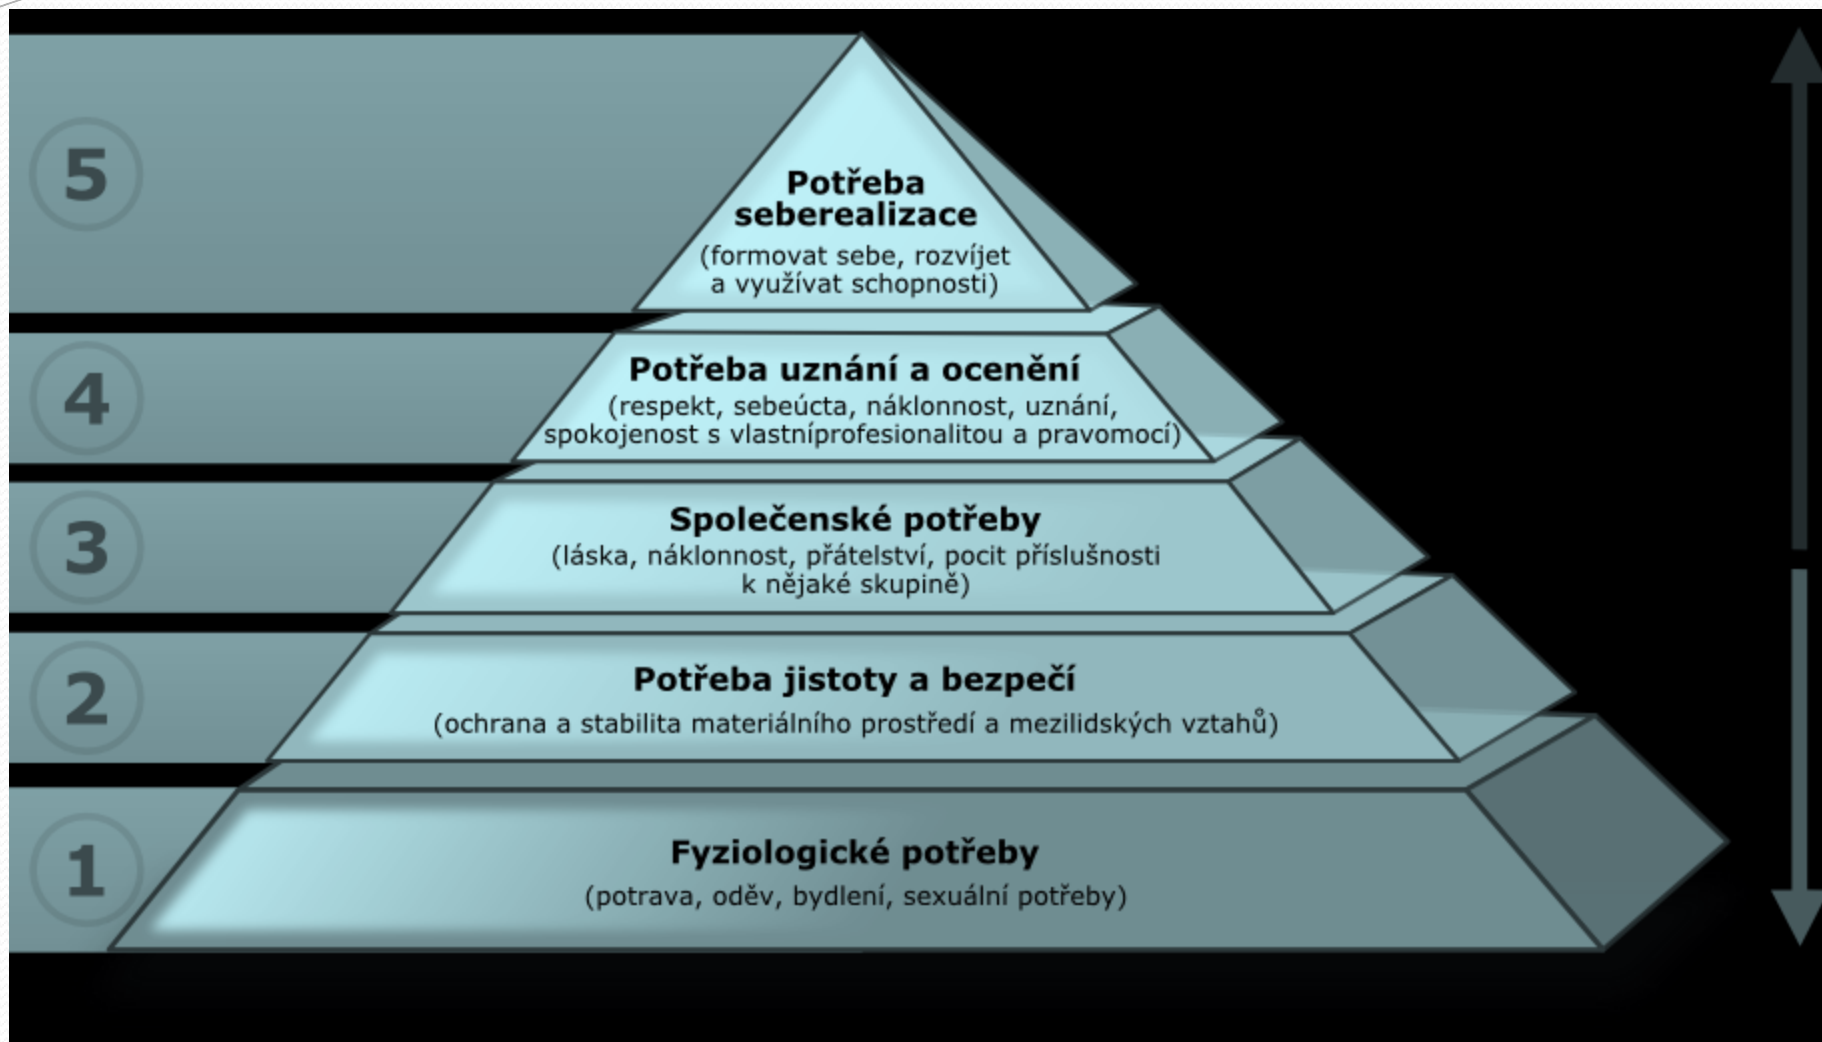 5
Potřeba
seberealizace
(formovat sebe, rozvíjet
a využívat schopnosti)
4
Potřeba uznání a ocenění
(respekt, sebeúcta, náklonnost, uznání,
spokojenost s vlastníprofesionalitou a pravomocí)
3
Společenské potřeby
(láska, náklonnost, přátelství, pocit příslušnosti
k nějaké skupině)
2
Potřeba jistoty a bezpečí
(ochrana a stabilita materiálního prostředí a mezilidských vztahů)
1
Fyziologické potřeby
(potrava, oděv, bydlení, sexuální potřeby)